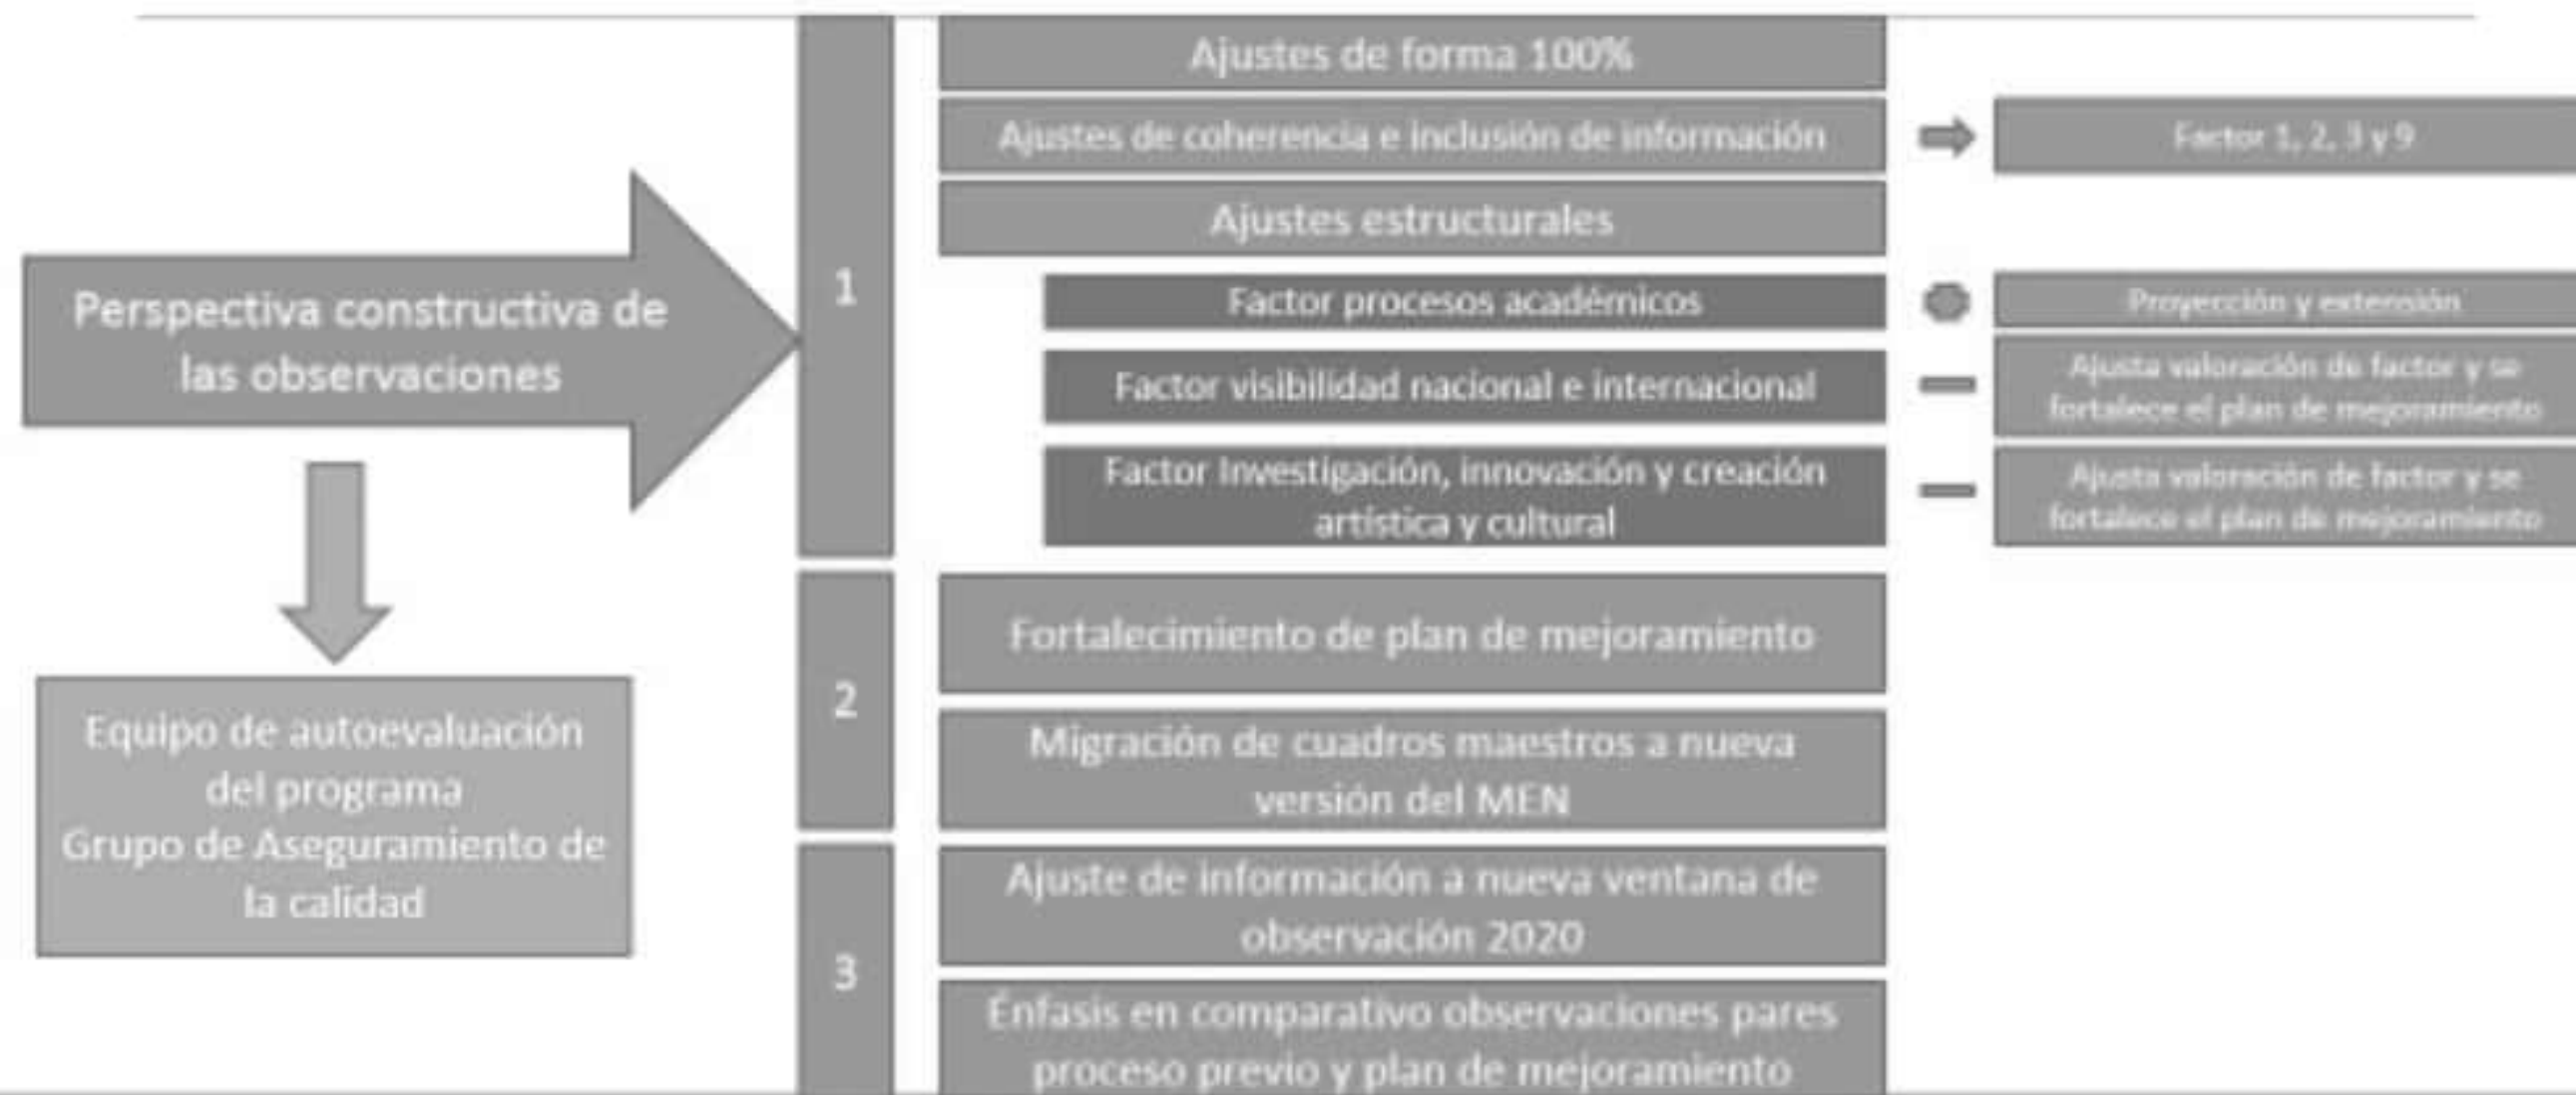 Perspectiva constructiva de
las observaciones
Equipo de autoevaluación
del programa
Grupo de Aseguramiento de
la calidad
1
Ajustes de forma 100%
Ajustes de coherencia e inclusión de información
Factor 1, 2, 3 y 9
Ajustes estructurales
Factor procesos académicos
Proyección y extensión
Factor visibilidad nacional e internacional
Ajusta valoración de factor y se
fortalece el plan de mejoramiento
Factor Investigación, innovación y creación
artística y cultural
Ajusta valoración de factor y se
fortalece el plan de mejoramiento
2
Fortalecimiento de plan de mejoramiento
Migración de cuadros maestros a nueva
versión del MEN
3
Ajuste de información a nueva ventana de
observación 2020
Énfasis en comparativo observaciones pares
proceso previo y plan de mejoramiento